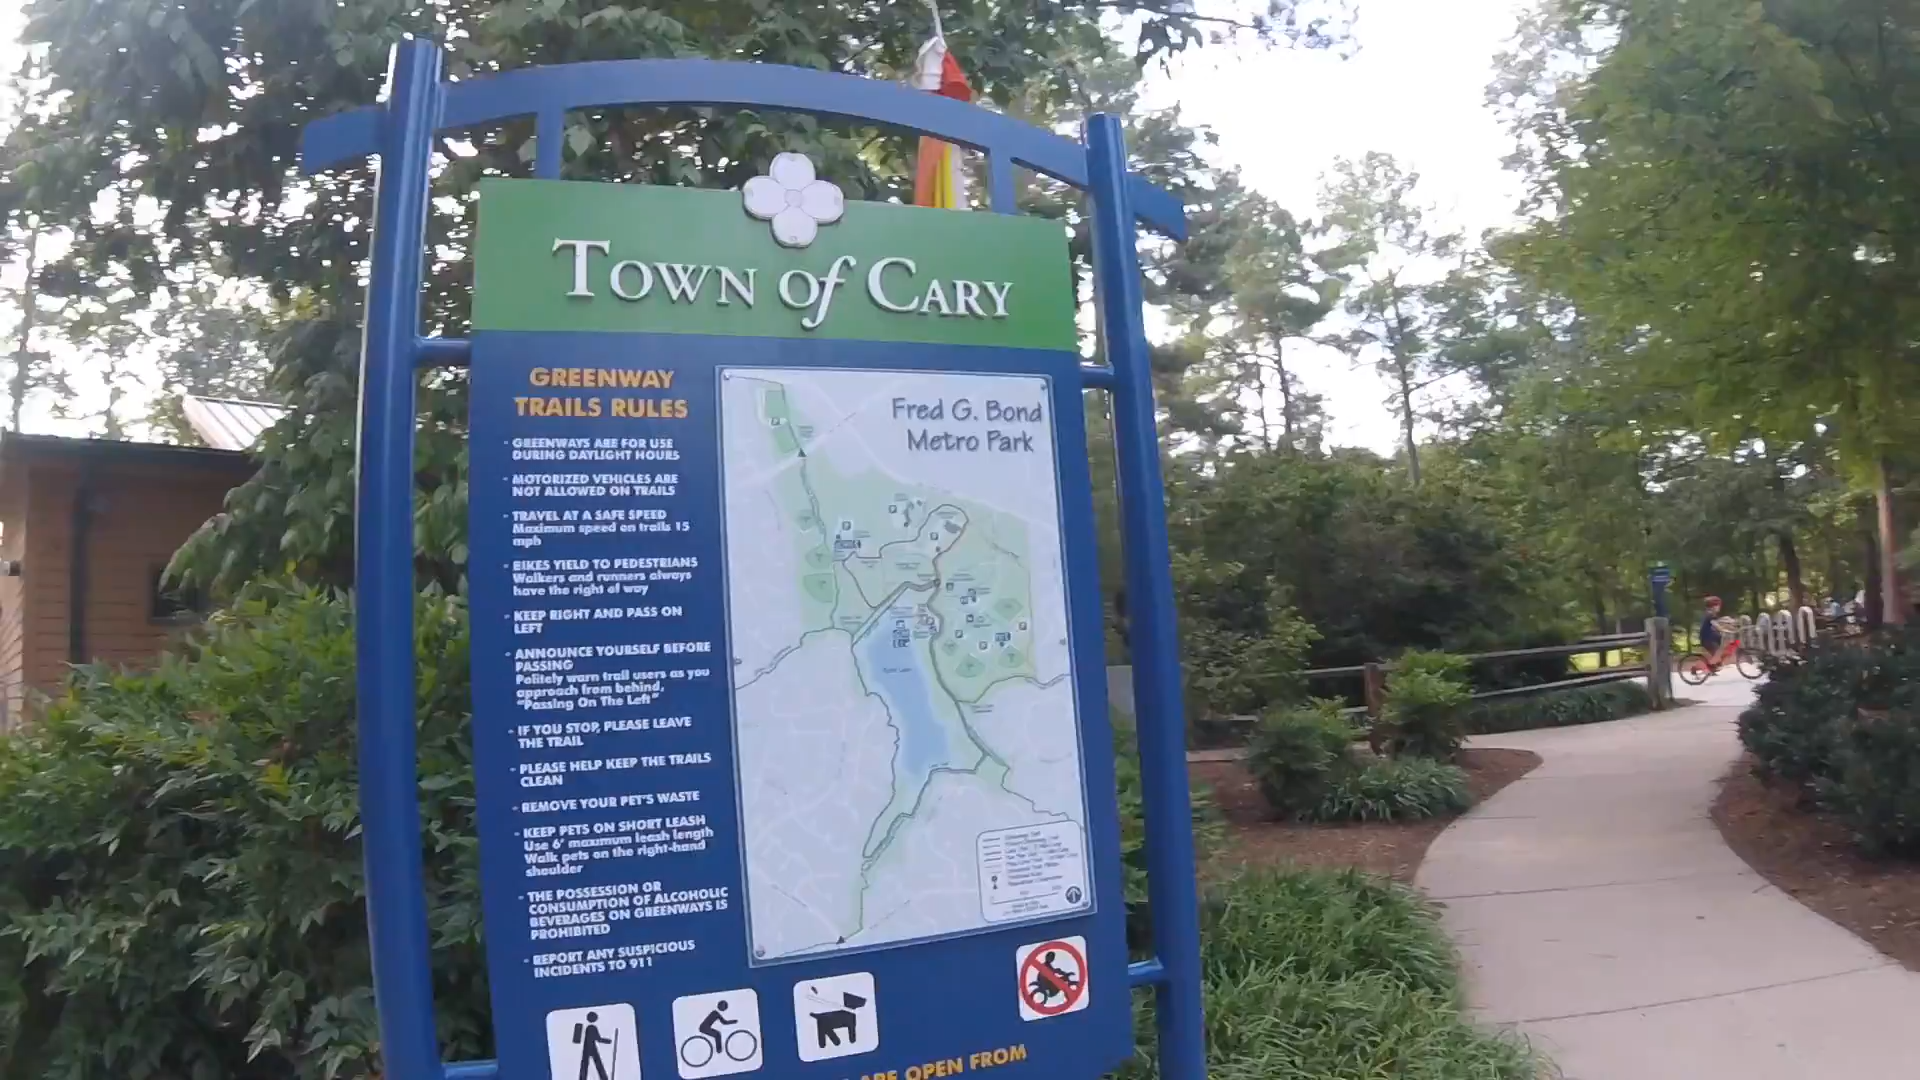 TOWN of CARY
GREENWAY
TRAILS RULES
- GREENWAYS ARE FOR USE
DURING DAYLIGHT HOURS
- MOTORIZED VEHICLES ARE
NOT ALLOWED ON TRAILS
- TRAVEL AT A SAFE SPEED
Maximum speed on trails 15
mph
- BIKES YIELD TO PEDESTRIANS
Walkers and runners always
have the right of way
- KEEP RIGHT AND PASS ON
LEFT
- ANNOUNCE YOURSELF BEFORE
PASSING
Politely warn trail users as you
approach from behind,
"Passing On The Left"
- IF YOU STOP, PLEASE LEAVE
THE TRAIL
- PLEASE HELP KEEP THE TRAILS
CLEAN
- REMOVE YOUR PET'S WASTE
- KEEP PETS ON SHORT LEASH
Use 6' maximum leash length
Walk pets on the right-hand
shoulder
- THE POSSESSION OR
CONSUMPTION OF ALCOHOLIC
BEVERAGES ON GREENWAYS IS
PROHIBITED
- REPORT ANY SUSPICIOUS
INCIDENTS TO 911
Fred G. Bond
Metro Park
ARE OPEN FROM